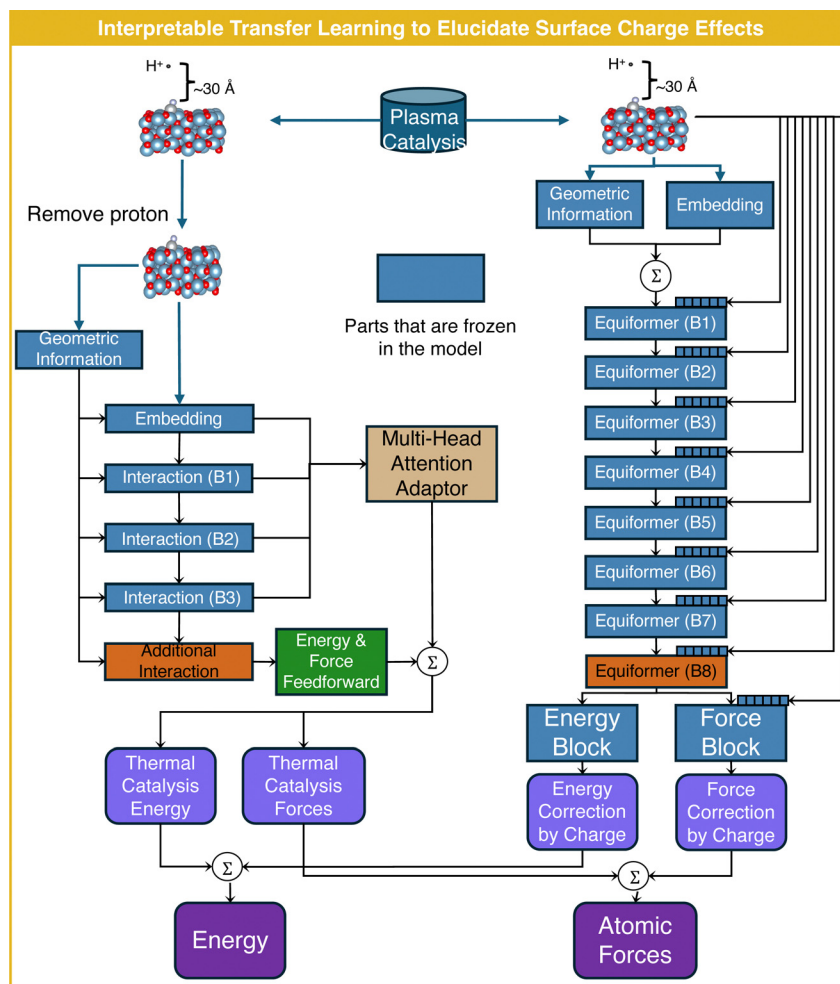 Interpretable Transfer Learning to Elucidate Surface Charge Effects
H⁺
~30 Å
Plasma
Catalysis
H⁺
~30 Å
Remove proton
Geometric
Information
Embedding
Σ
Parts that are frozen
in the model
Geometric
Information
Embedding
Interaction (B1)
Interaction (B2)
Interaction (B3)
Additional
Interaction
Energy &
Force
Feedforward
Multi-Head
Attention
Adaptor
Σ
Equiformer (B1)
Equiformer (B2)
Equiformer (B3)
Equiformer (B4)
Equiformer (B5)
Equiformer (B6)
Equiformer (B7)
Equiformer (B8)
Energy
Block
Force
Block
Thermal
Catalysis
Energy
Thermal
Catalysis
Forces
Energy
Correction
by Charge
Force
Correction
by Charge
Σ
Σ
Energy
Atomic
Forces